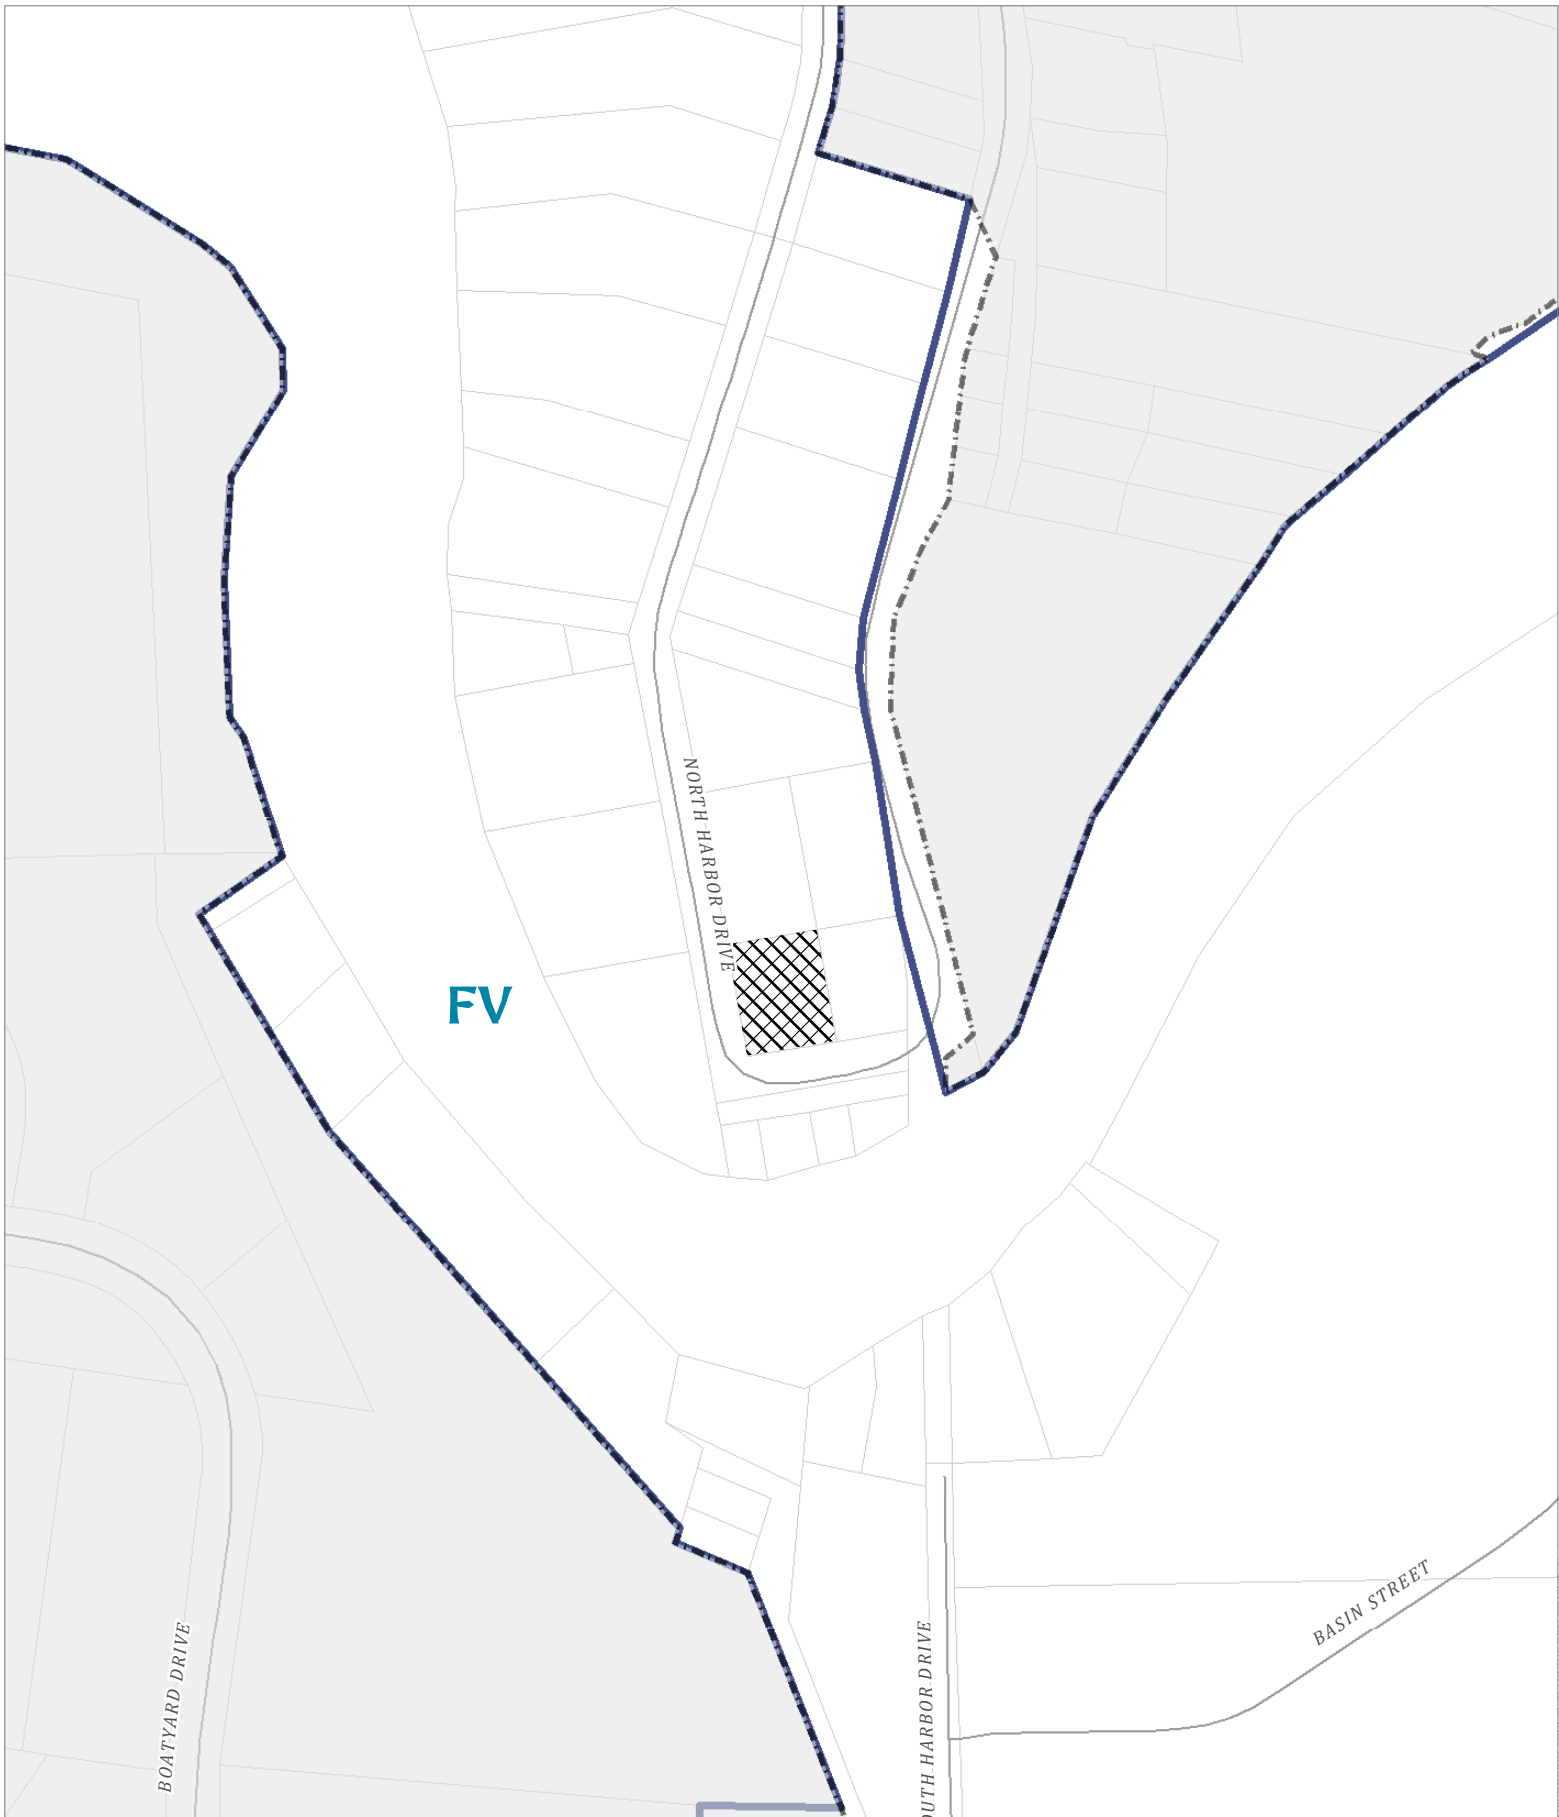 NORTH HARBOR DRIVE
FV
BASIN STREET
BOATYARD DRIVE
OUTH HARBOR DRIVE